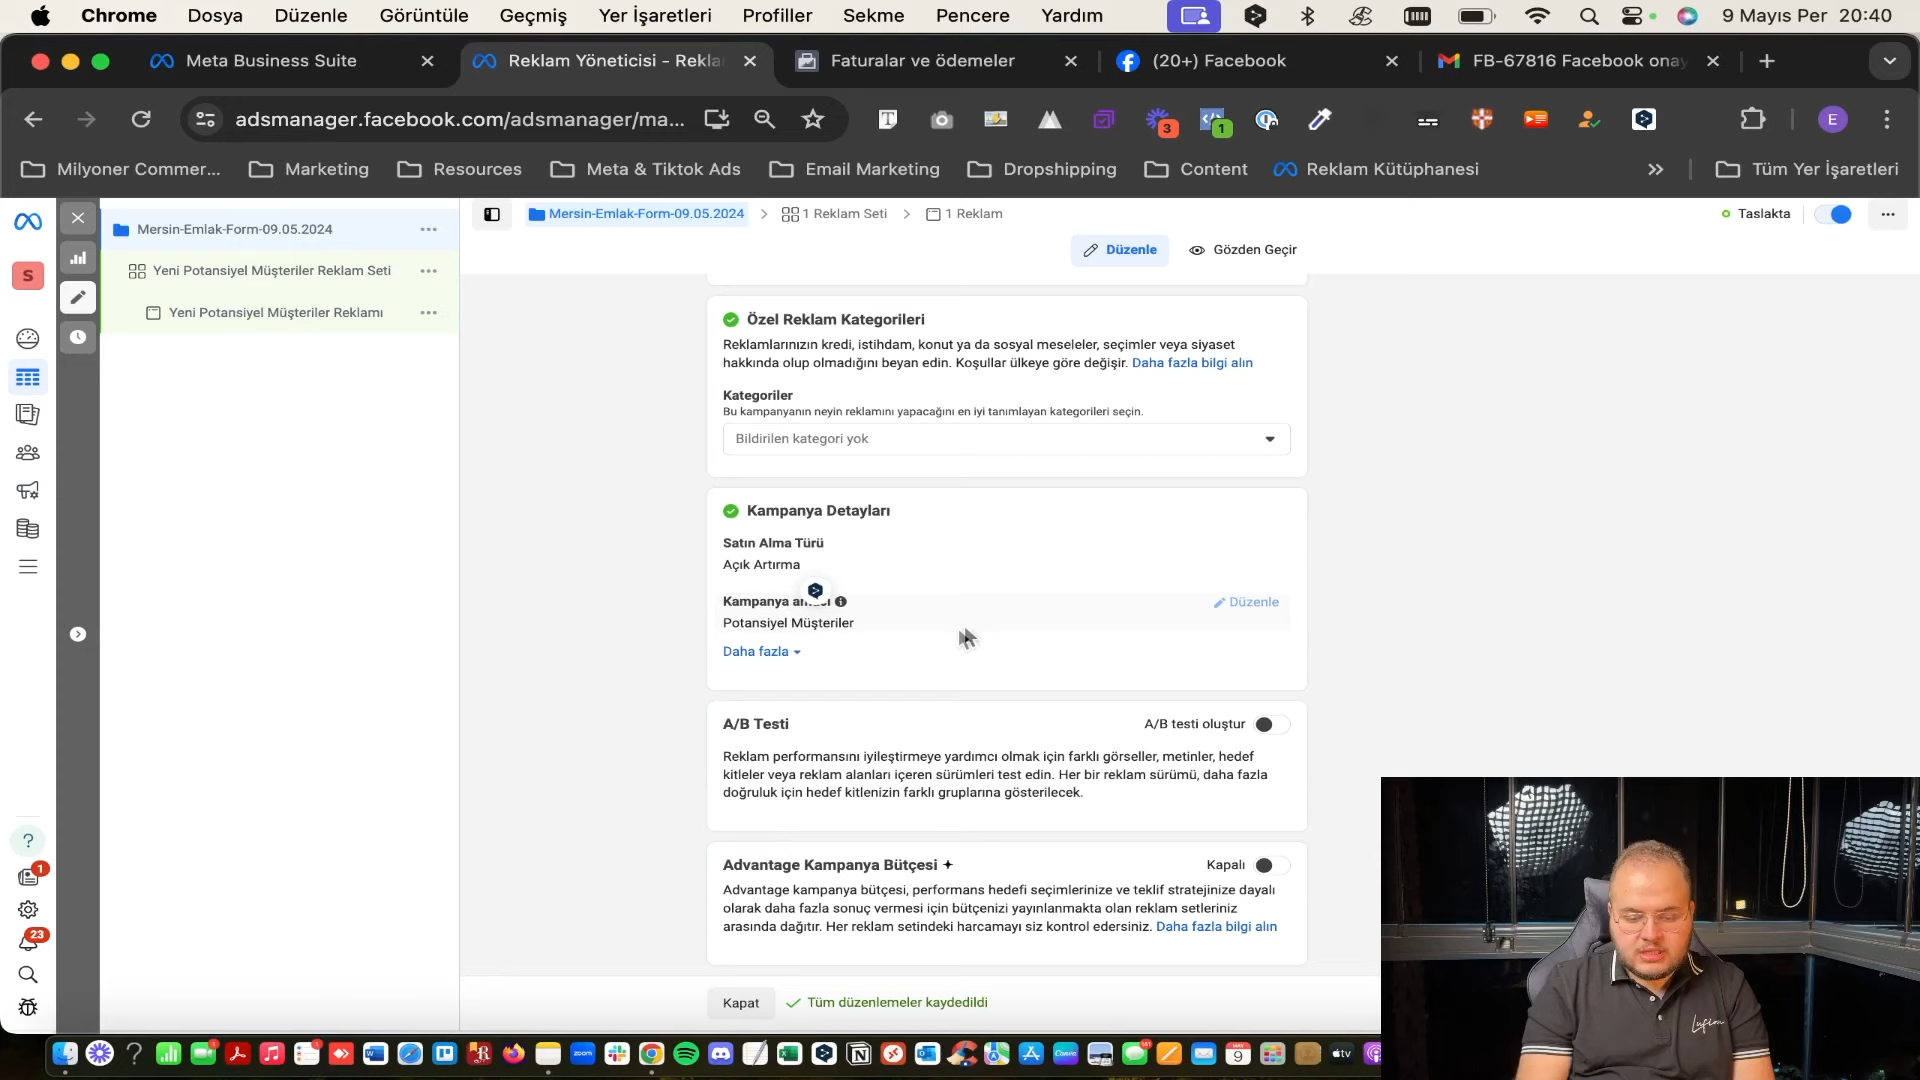 Chrome Dosya Düzenle Görüntüle Geçmiş Yer İşaretleri Profiller Sekme Pencere Yardım 9 Mayıs Per 20:40
Meta Business Suite Reklam Yöneticisi - Rekla Faturalar ve ödemeler (20+) Facebook FB-67816 Facebook onay
adsmanager.facebook.com/adsmanager/ma... 3 1 E
Milyoner Commer... Marketing Resources Meta & Tiktok Ads Email Marketing Dropshipping Content Reklam Kütüphanesi Tüm Yer İşaretleri
Mersin-Emlak-Form-09.05.2024 > 1 Reklam Seti > 1 Reklam Taslakta
Mersin-Emlak-Form-09.05.2024
Düzenle Gözden Geçir
S
Yeni Potansiyel Müşteriler Reklam Seti
Yeni Potansiyel Müşteriler Reklamı
Özel Reklam Kategorileri
Reklamlarınızın kredi, istihdam, konut ya da sosyal meseleler, seçimler veya siyaset
hakkında olup olmadığını beyan edin. Koşullar ülkeye göre değişir. Daha fazla bilgi alın
Kategoriler
Bu kampanyanın neyin reklamını yapacağını en iyi tanımlayan kategorileri seçin.
Bildirilen kategori yok
Kampanya Detayları
Satın Alma Türü
Açık Artırma
Kampanya Düzenle
Potansiyel Müşteriler
Daha fazla
A/B Testi A/B testi oluştur
Reklam performansını iyileştirmeye yardımcı olmak için farklı görseller, metinler, hedef
kitleler veya reklam alanları içeren sürümleri test edin. Her bir reklam sürümü, daha fazla
doğruluk için hedef kitlenizin farklı gruplarına gösterilecek.
Advantage Kampanya Bütçesi Kapalı
Advantage kampanya bütçesi, performans hedefi seçimlerinize ve teklif stratejinize dayalı
olarak daha fazla sonuç vermesi için bütçenizi yayınlanmakta olan reklam setleriniz
arasında dağıtır. Her reklam setindeki harcamayı siz kontrol edersiniz. Daha fazla bilgi alın
1
23
Kapat Tüm düzenlemeler kaydedildi
Lufian
zoom Canva 9 tv